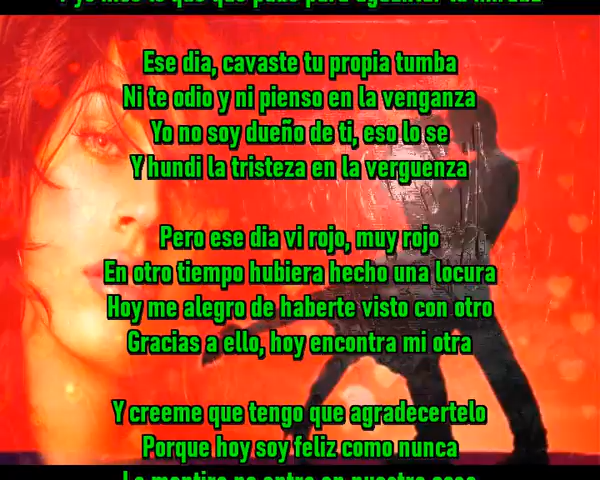 Ese dia, cavaste tu propia tumba
Ni te odio y ni pienso en la venganza
Yo no soy dueño de ti, eso lo se
Y hundi la tristeza en la verguenza
Pero ese dia vi rojo, muy rojo
En otro tiempo hubiera hecho una locura
Hoy me alegro de haberte visto con otro
Gracias a ello, hoy encontra mi otra
Y creeme que tengo que agradecertelo
Porque hoy soy feliz como nunca